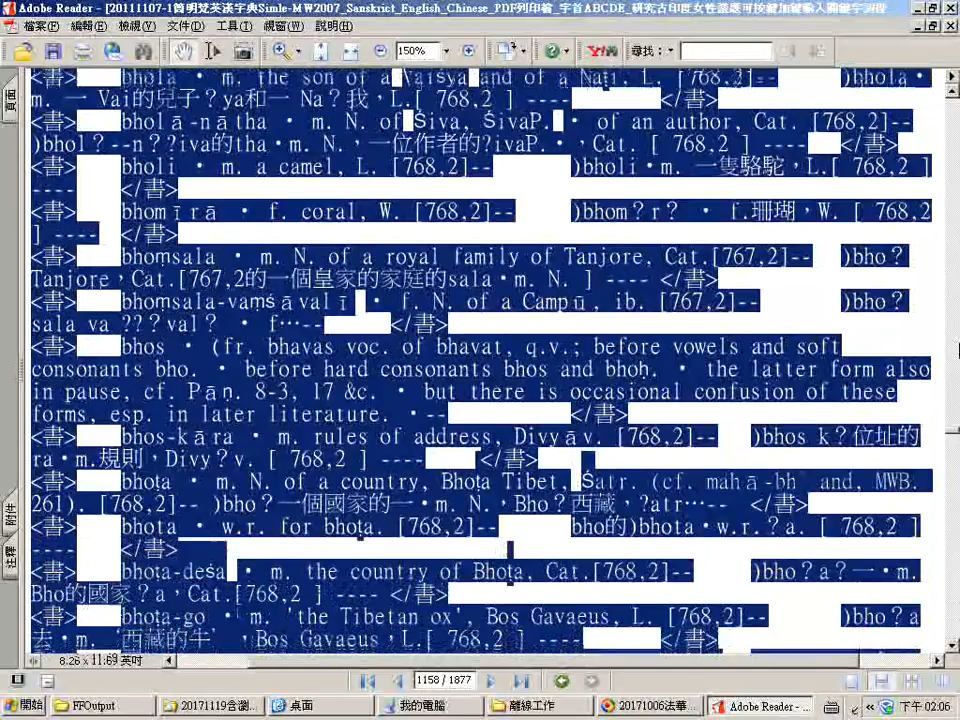 Adobe Reader - [20111107-1簡明梵英漢字典Simle-MW2007_Sanskrict_English_Chinese_PDF列印檔_字首ABCDE_研究古印度女性
檔案(F) 編輯(E) 檢視(V) 文件(D) 工具(T) 視窗(W) 說明(H)
150% Y! 尋找：
頁面
附件
注釋
<書> bhola · m. the son of a Vaiśya and of a Naṭi, L. [768,2]-- )bhola·
m. 一 Vai的兒子?ya和一 Na?我，L.[ 768,2 ] ---- </書>
<書> bholā-nātha · m. N. of Śiva, ŚivaP. · of an author, Cat. [768,2]--
)bhol?--n??iva的tha·m. N.，一位作者的?ivaP.·，Cat. [ 768,2 ] ---- </書>
<書> bholi · m. a camel, L. [768,2]-- )bholi·m. 一隻駱駝，L.[ 768,2 ]
---- </書>
<書> bhomīrā · f. coral, W. [768,2]-- )bhom?r? · f.珊瑚，W. [ 768,2
] ---- </書>
<書> bhoṃsala · m. N. of a royal family of Tanjore, Cat.[767,2]-- )bho?
Tanjore，Cat.[767,2的一個皇家的家庭的sala·m. N. ] ---- </書>
<書> bhoṃsala-vaṃśāvalī · f. N. of a Campū, ib. [767,2]-- )bho?
sala va ???val? · f…-- </書>
<書> bhos · (fr. bhavas voc. of bhavat, q.v.; before vowels and soft
consonants bho. · before hard consonants bhos and bhoḥ. · the latter form also
in pause, cf. Pāṇ. 8-3, 17 &c. · but there is occasional confusion of these
forms, esp. in later literature. ·-- </書>
<書> bhos-kāra · m. rules of address, Divyāv. [768,2]-- )bhos k?位址的
ra·m.規則，Divy?v. [ 768,2 ] ---- </書>
<書> bhoṭa · m. N. of a country, Bhoṭa Tibet, Śatr. (cf. mahā-bh and, MWB.
261). [768,2]-- )bho?一個國家的一·m. N.，Bho?西藏，?atr… ---- </書>
<書> bhota · w.r. for bhoṭa. [768,2]-- bho的)bhota·w.r.?a. [ 768,2 ]
---- </書>
<書> bhoṭa-deśa · m. the country of Bhoṭa, Cat.[768,2]-- )bho?a?一·m.
Bho的國家?a，Cat.[768,2 ] ---- </書>
<書> bhoṭa-go · m. 'the Tibetan ox', Bos Gavaeus, L. [768,2]-- )bho?a
去·m. '西藏的牛'，Bos Gavaeus，L.[ 768,2 ] ---- </書>
8.26 x 11.69 英吋
1158 / 1877
開始 FFOutput 20171119含瀏... 桌面 我的電腦 離線工作 20171006法華... Adobe Reader - [... 下午 02:06